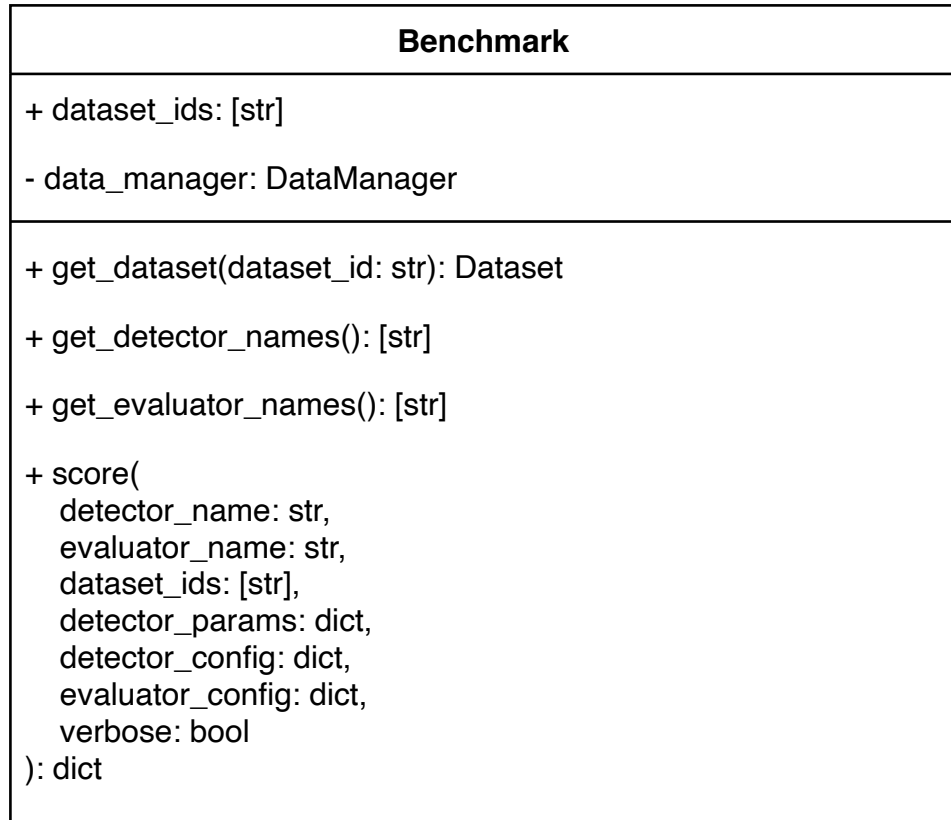 Benchmark
+ dataset_ids: [str]
- data_manager: DataManager
+ get_dataset(dataset_id: str): Dataset
+ get_detector_names(): [str]
+ get_evaluator_names(): [str]
+ score(
detector_name: str,
evaluator_name: str,
dataset_ids: [str],
detector_params: dict,
detector_config: dict,
evaluator_config: dict,
verbose: bool
): dict